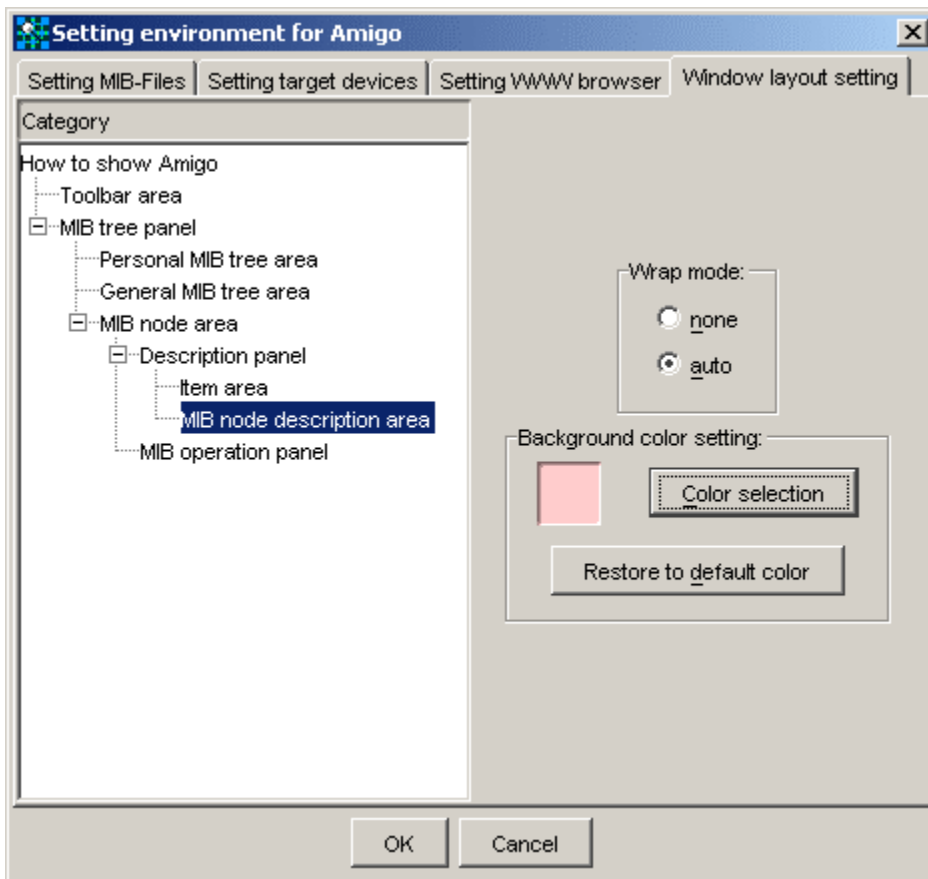 Setting environment for Amigo
Setting MIB-Files
Setting target devices
Setting WWW browser
Window layout setting
Category
How to show Amigo
Toolbar area
MIB tree panel
Personal MIB tree area
General MIB tree area
MIB node area
Description panel
Item area
MIB node description area
MIB operation panel
Wrap mode:
none
auto
Background color setting:
Color selection
Restore to default color
OK
Cancel